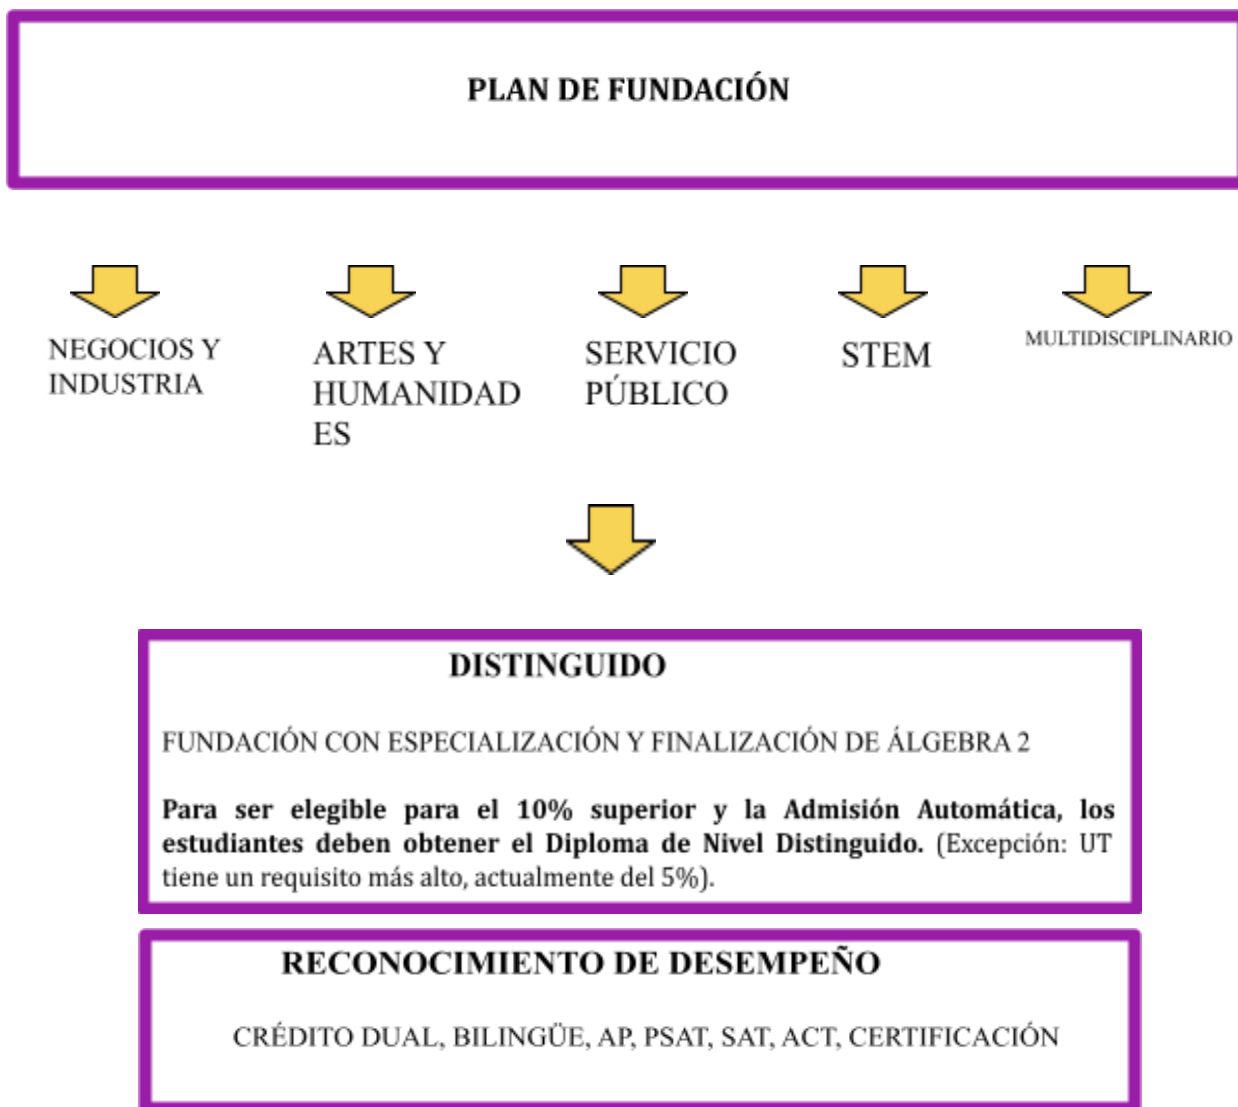 PLAN DE FUNDACIÓN
NEGOCIOS Y
INDUSTRIA
ARTES Y
HUMANIDAD
ES
SERVICIO
PÚBLICO
STEM
MULTIDISCIPLINARIO
DISTINGUIDO
FUNDACIÓN CON ESPECIALIZACIÓN Y FINALIZACIÓN DE ÁLGEBRA 2
Para ser elegible para el 10% superior y la Admisión Automática, los
estudiantes deben obtener el Diploma de Nivel Distinguido. (Excepción: UT
tiene un requisito más alto, actualmente del 5%).
RECONOCIMIENTO DE DESEMPEÑO
CRÉDITO DUAL, BILINGÜE, AP, PSAT, SAT, ACT, CERTIFICACIÓN